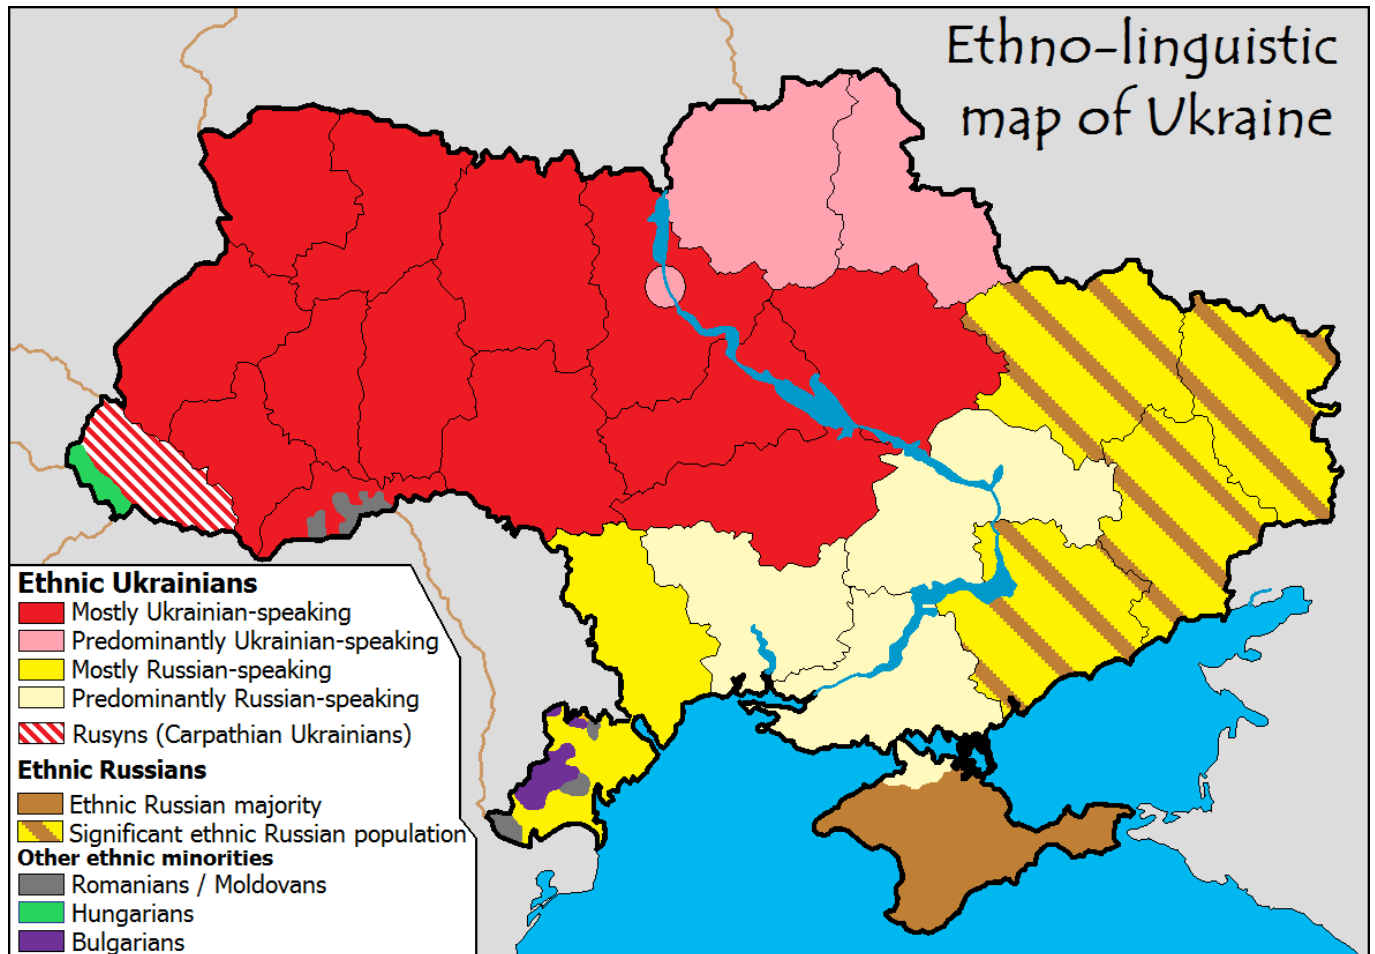 Ethno-linguistic
map of Ukraine
Ethnic Ukrainians
Mostly Ukrainian-speaking
Predominantly Ukrainian-speaking
Mostly Russian-speaking
Predominantly Russian-speaking
Rusyns (Carpathian Ukrainians)
Ethnic Russians
Ethnic Russian majority
Significant ethnic Russian population
Other ethnic minorities
Romanians / Moldovans
Hungarians
Bulgarians